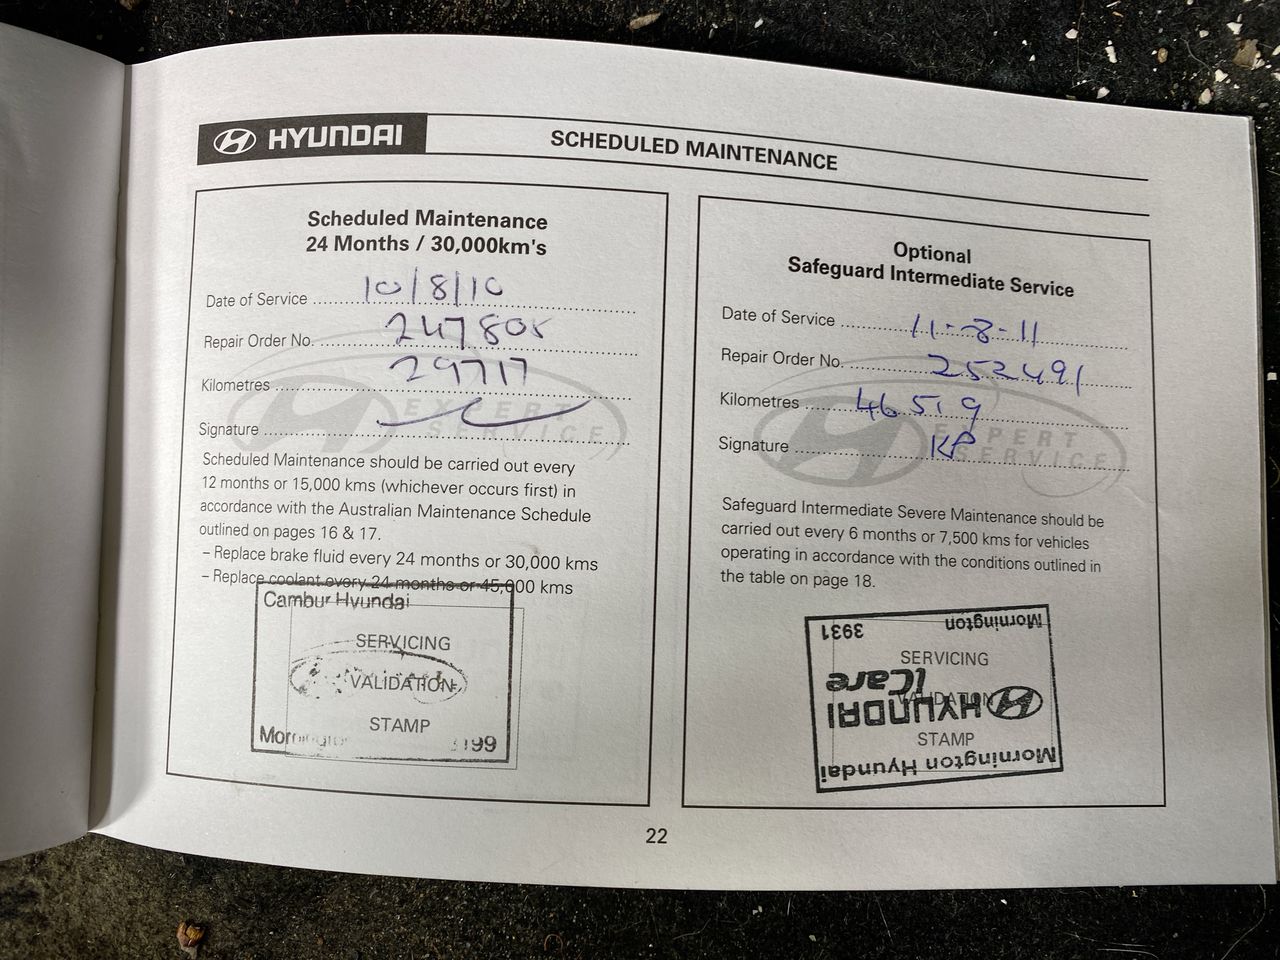 HYUNDAI
SCHEDULED MAINTENANCE
Scheduled Maintenance
24 Months / 30,000km's
Date of Service 10/8/10
Repair Order No. 247805
Kilometres 29717
Signature
EXPERT
SERVICE
Scheduled Maintenance should be carried out every
12 months or 15,000 kms (whichever occurs first) in
accordance with the Australian Maintenance Schedule
outlined on pages 16 & 17.
– Replace brake fluid every 24 months or 30,000 kms
– Replace coolant every 24 months or 45,000 kms
Cambur Hyundai
SERVICING
VALIDATION
STAMP
Optional
Safeguard Intermediate Service
Date of Service 11-8-11
Repair Order No. 252491
Kilometres 46519
Signature KP
EXPERT
SERVICE
Safeguard Intermediate Severe Maintenance should be
carried out every 6 months or 7,500 kms for vehicles
operating in accordance with the conditions outlined in
the table on page 18.
SERVICING
VALIDATION
STAMP
Mornington Hyundai
HYUNDAI
iCare
Mornington 3931
22